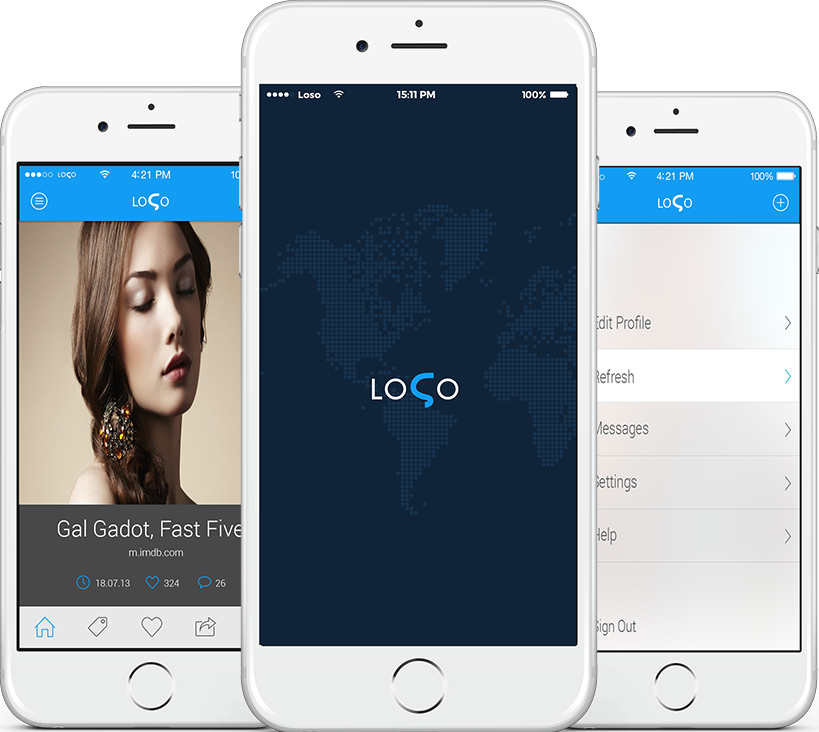 LOSO 4:21 PM 10
LOSO
Gal Gadot, Fast Five
m.imdb.com
18.07.13 324 26
Loso 15:11 PM 100%
LOSO
4:21 PM 100%
LOSO
Edit Profile
Refresh
Messages
Settings
Help
Sign Out